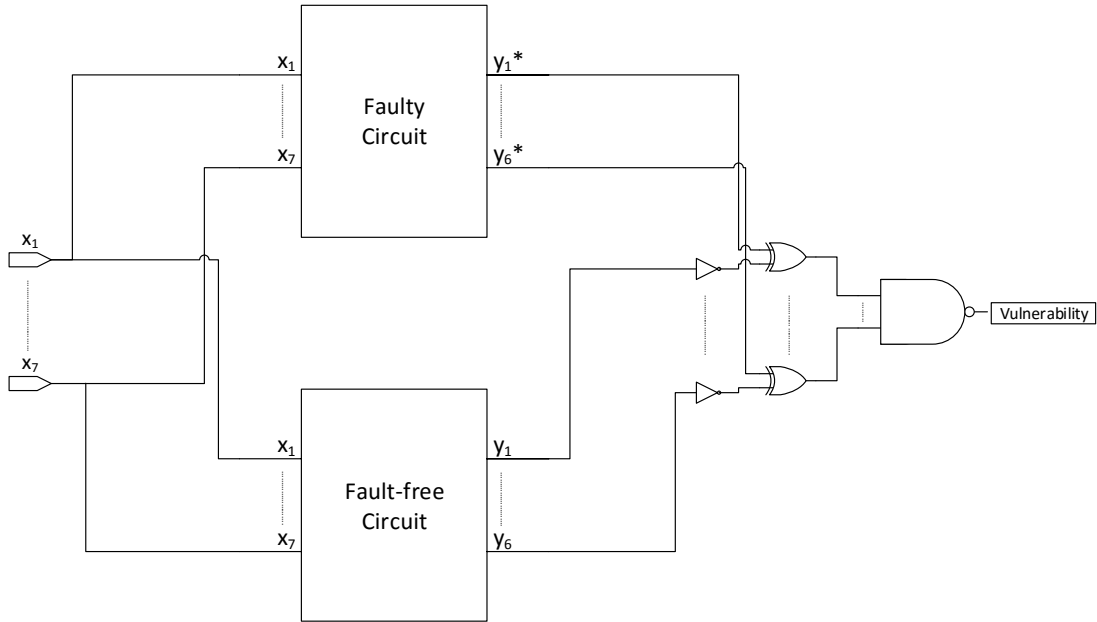 x₁
y₁*
Faulty
Circuit
x₇
y₆*
x₁
Vulnerability
x₇
x₁
y₁
Fault-free
Circuit
x₇
y₆